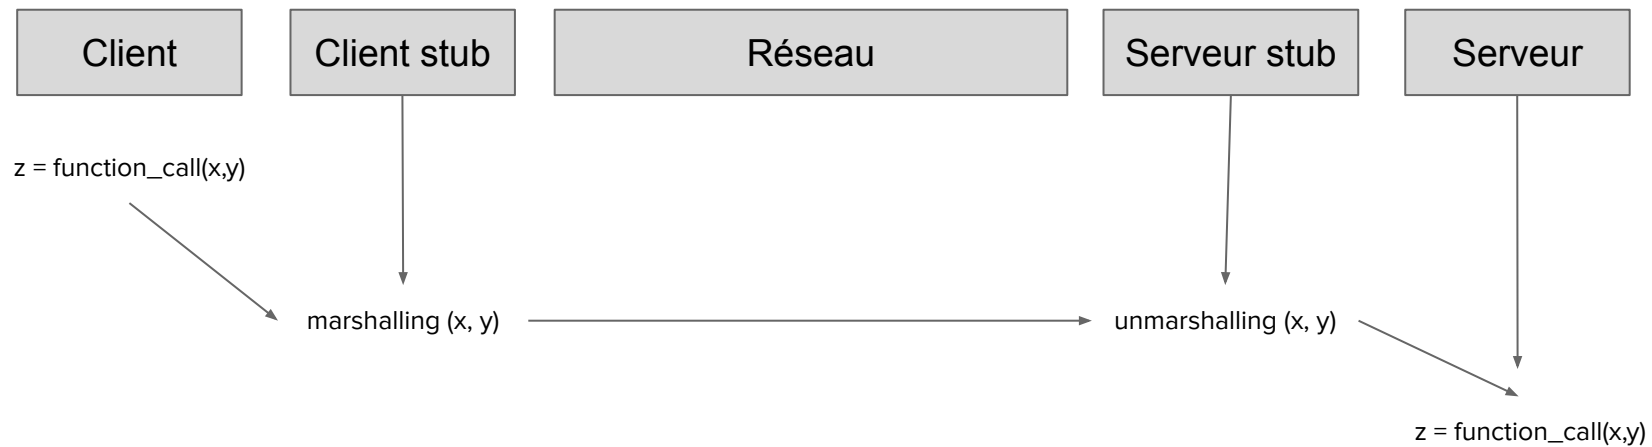 Client
Client stub
Réseau
Serveur stub
Serveur
z = function_call(x,y)
marshalling (x, y)
unmarshalling (x, y)
z = function_call(x,y)